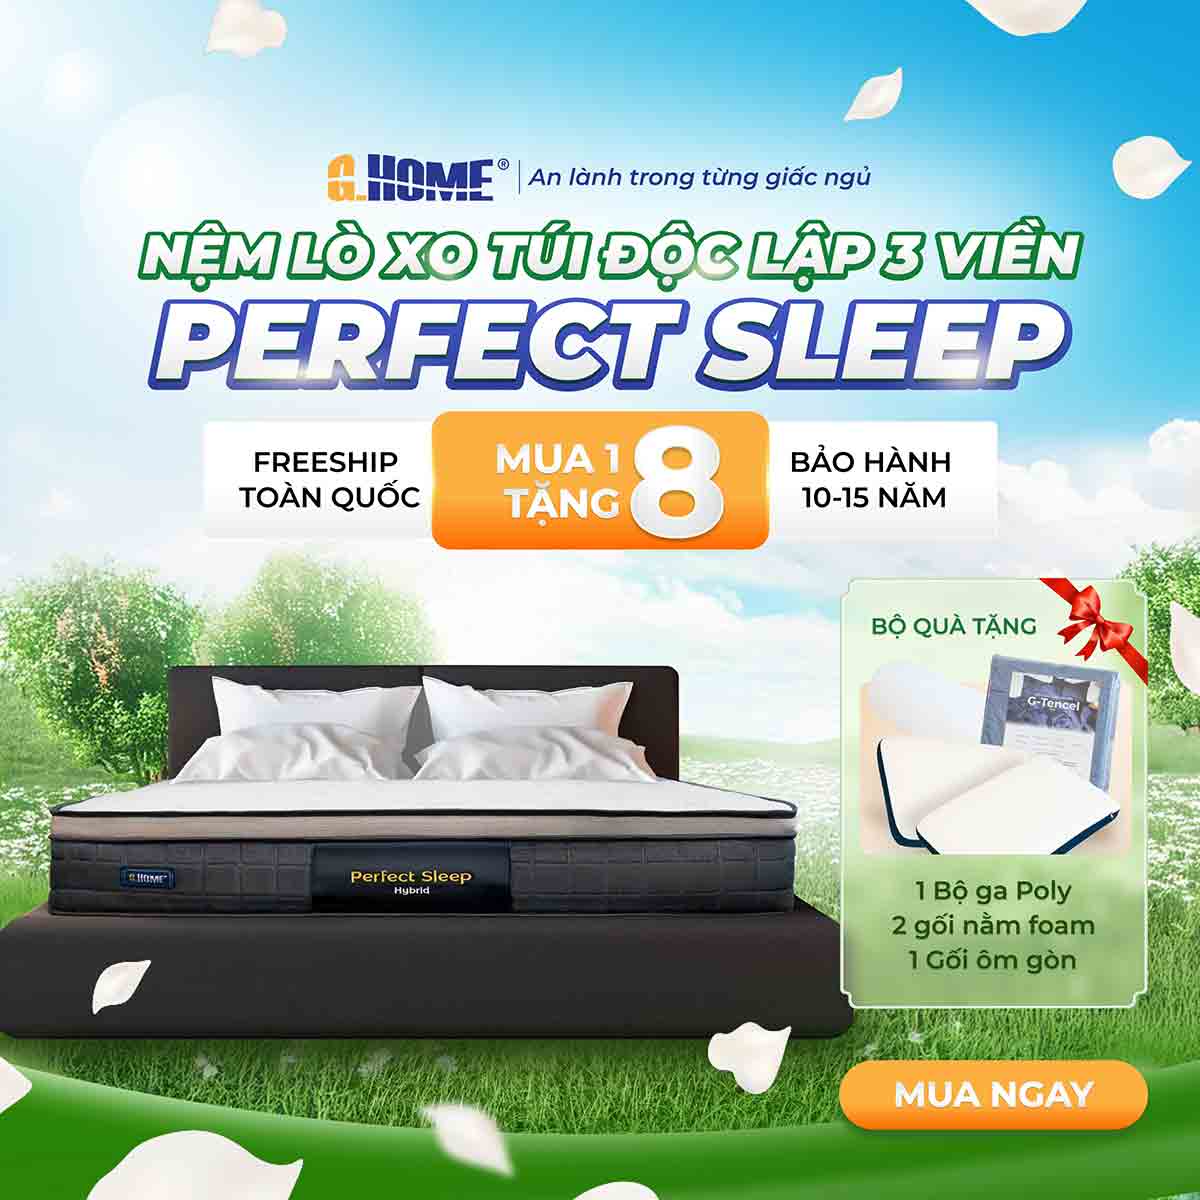 G.HOME®
An lành trong từng giấc ngủ
NỆM LÒ XO TÚI ĐỘC LẬP 3 VIỀN
PERFECT SLEEP
FREESHIP
TOÀN QUỐC
MUA 1
TẶNG 8
BẢO HÀNH
10-15 NĂM
BỘ QUÀ TẶNG
G-Tencel
1 Bộ ga Poly
2 gối nằm foam
1 Gối ôm gòn
G.HOME
Perfect Sleep
Hybrid
MUA NGAY